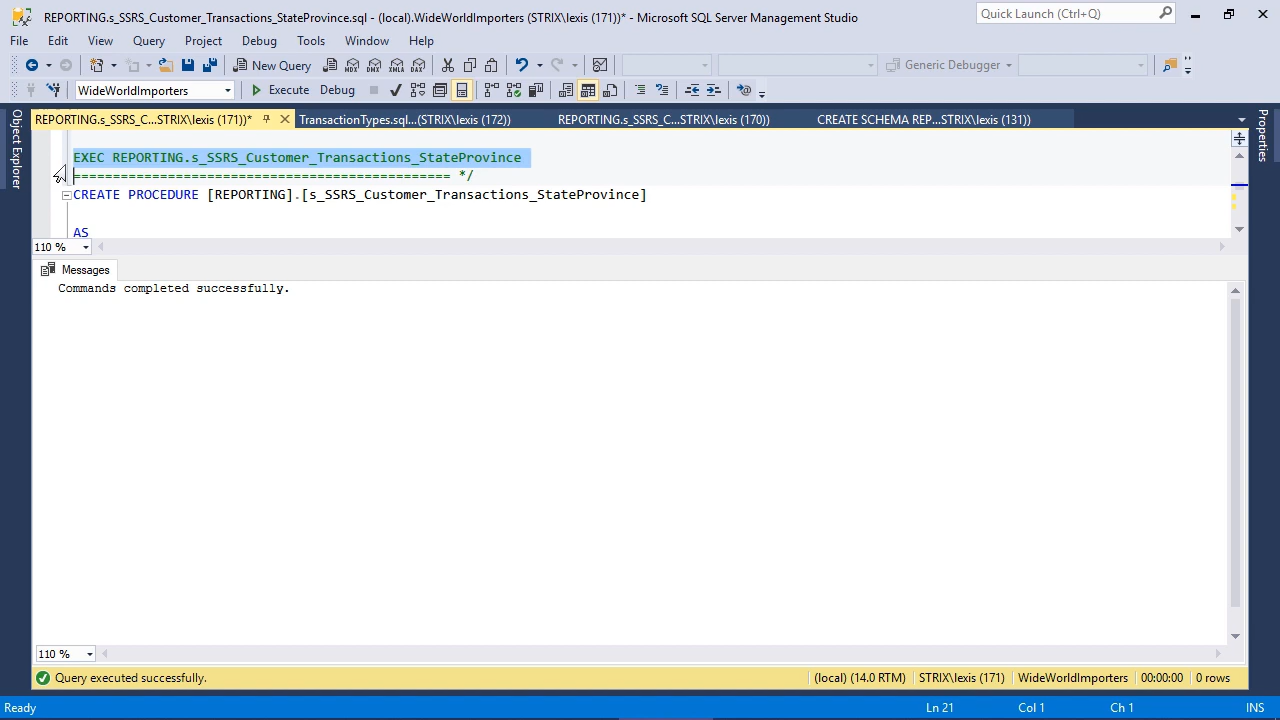 REPORTING.s_SSRS_Customer_Transactions_StateProvince.sql - (local).WideWorldImporters (STRIX\lexis (171))* - Microsoft SQL Server Management Studio
Quick Launch (Ctrl+Q)
File Edit View Query Project Debug Tools Window Help
New Query
MDX DMX XMLA DAX
Generic Debugger
WideWorldImporters
Execute Debug
Object Explorer
Properties
REPORTING.s_SSRS_C...STRIX\lexis (171))* TransactionTypes.sql...(STRIX\lexis (172)) REPORTING.s_SSRS_C...STRIX\lexis (170)) CREATE SCHEMA REP...STRIX\lexis (131))
EXEC REPORTING.s_SSRS_Customer_Transactions_StateProvince
================================================ */
CREATE PROCEDURE [REPORTING].[s_SSRS_Customer_Transactions_StateProvince]
AS
110 %
Messages
Commands completed successfully.
110 %
Query executed successfully. (local) (14.0 RTM) STRIX\lexis (171) WideWorldImporters 00:00:00 0 rows
Ready Ln 21 Col 1 Ch 1 INS